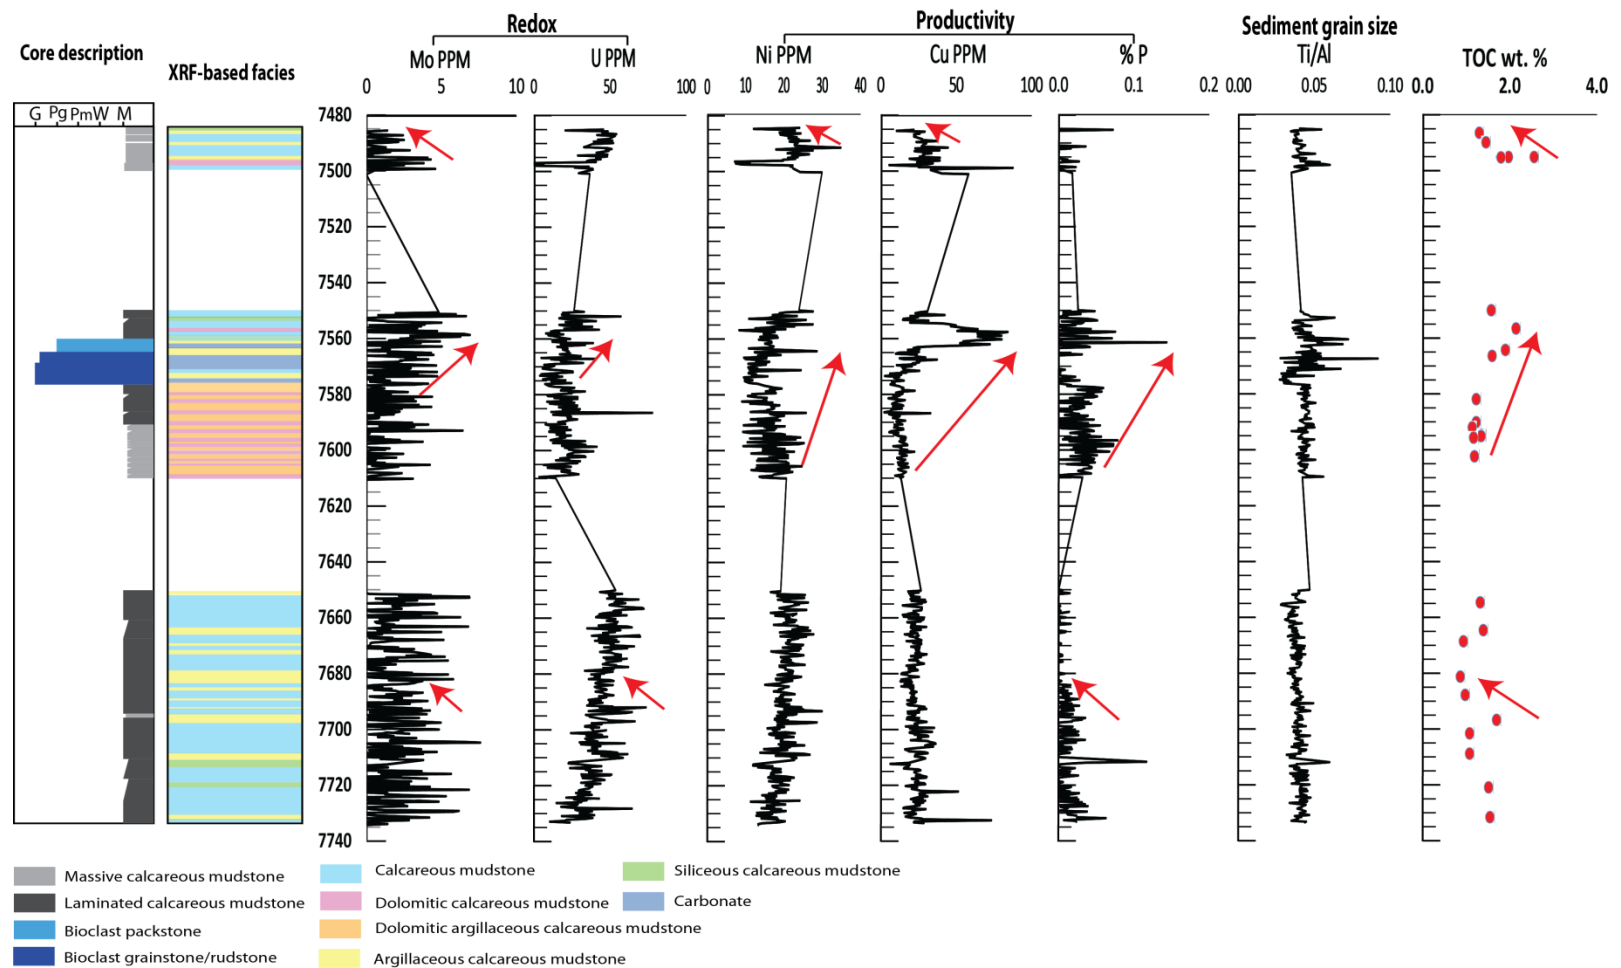 Redox
Productivity
Sediment grain size
Core description
XRF-based facies
Mo PPM
U PPM
Ni PPM
Cu PPM
% P
Ti/Al
TOC wt. %
0 5 10 0 50 100 0 10 20 30 40 0 50 100 0.0 0.1 0.2 0.00 0.05 0.10 0.0 2.0 4.0
G Pg PmW M
7480
7500
7520
7540
7560
7580
7600
7620
7640
7660
7680
7700
7720
7740
Massive calcareous mudstone
Laminated calcareous mudstone
Bioclast packstone
Bioclast grainstone/rudstone
Calcareous mudstone
Dolomitic calcareous mudstone
Dolomitic argillaceous calcareous mudstone
Argillaceous calcareous mudstone
Siliceous calcareous mudstone
Carbonate